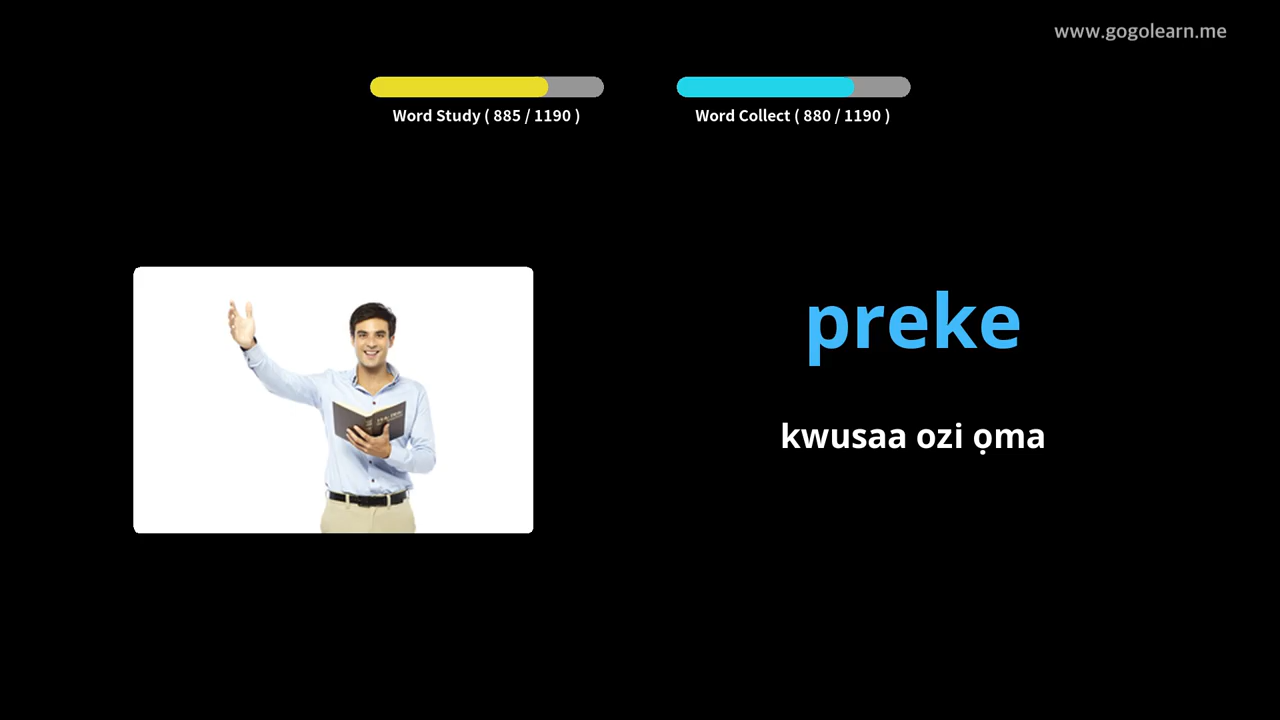 www.gogolearn.me
Word Study ( 885 / 1190 )
Word Collect ( 880 / 1190 )
preke
kwusaa ozi ọma